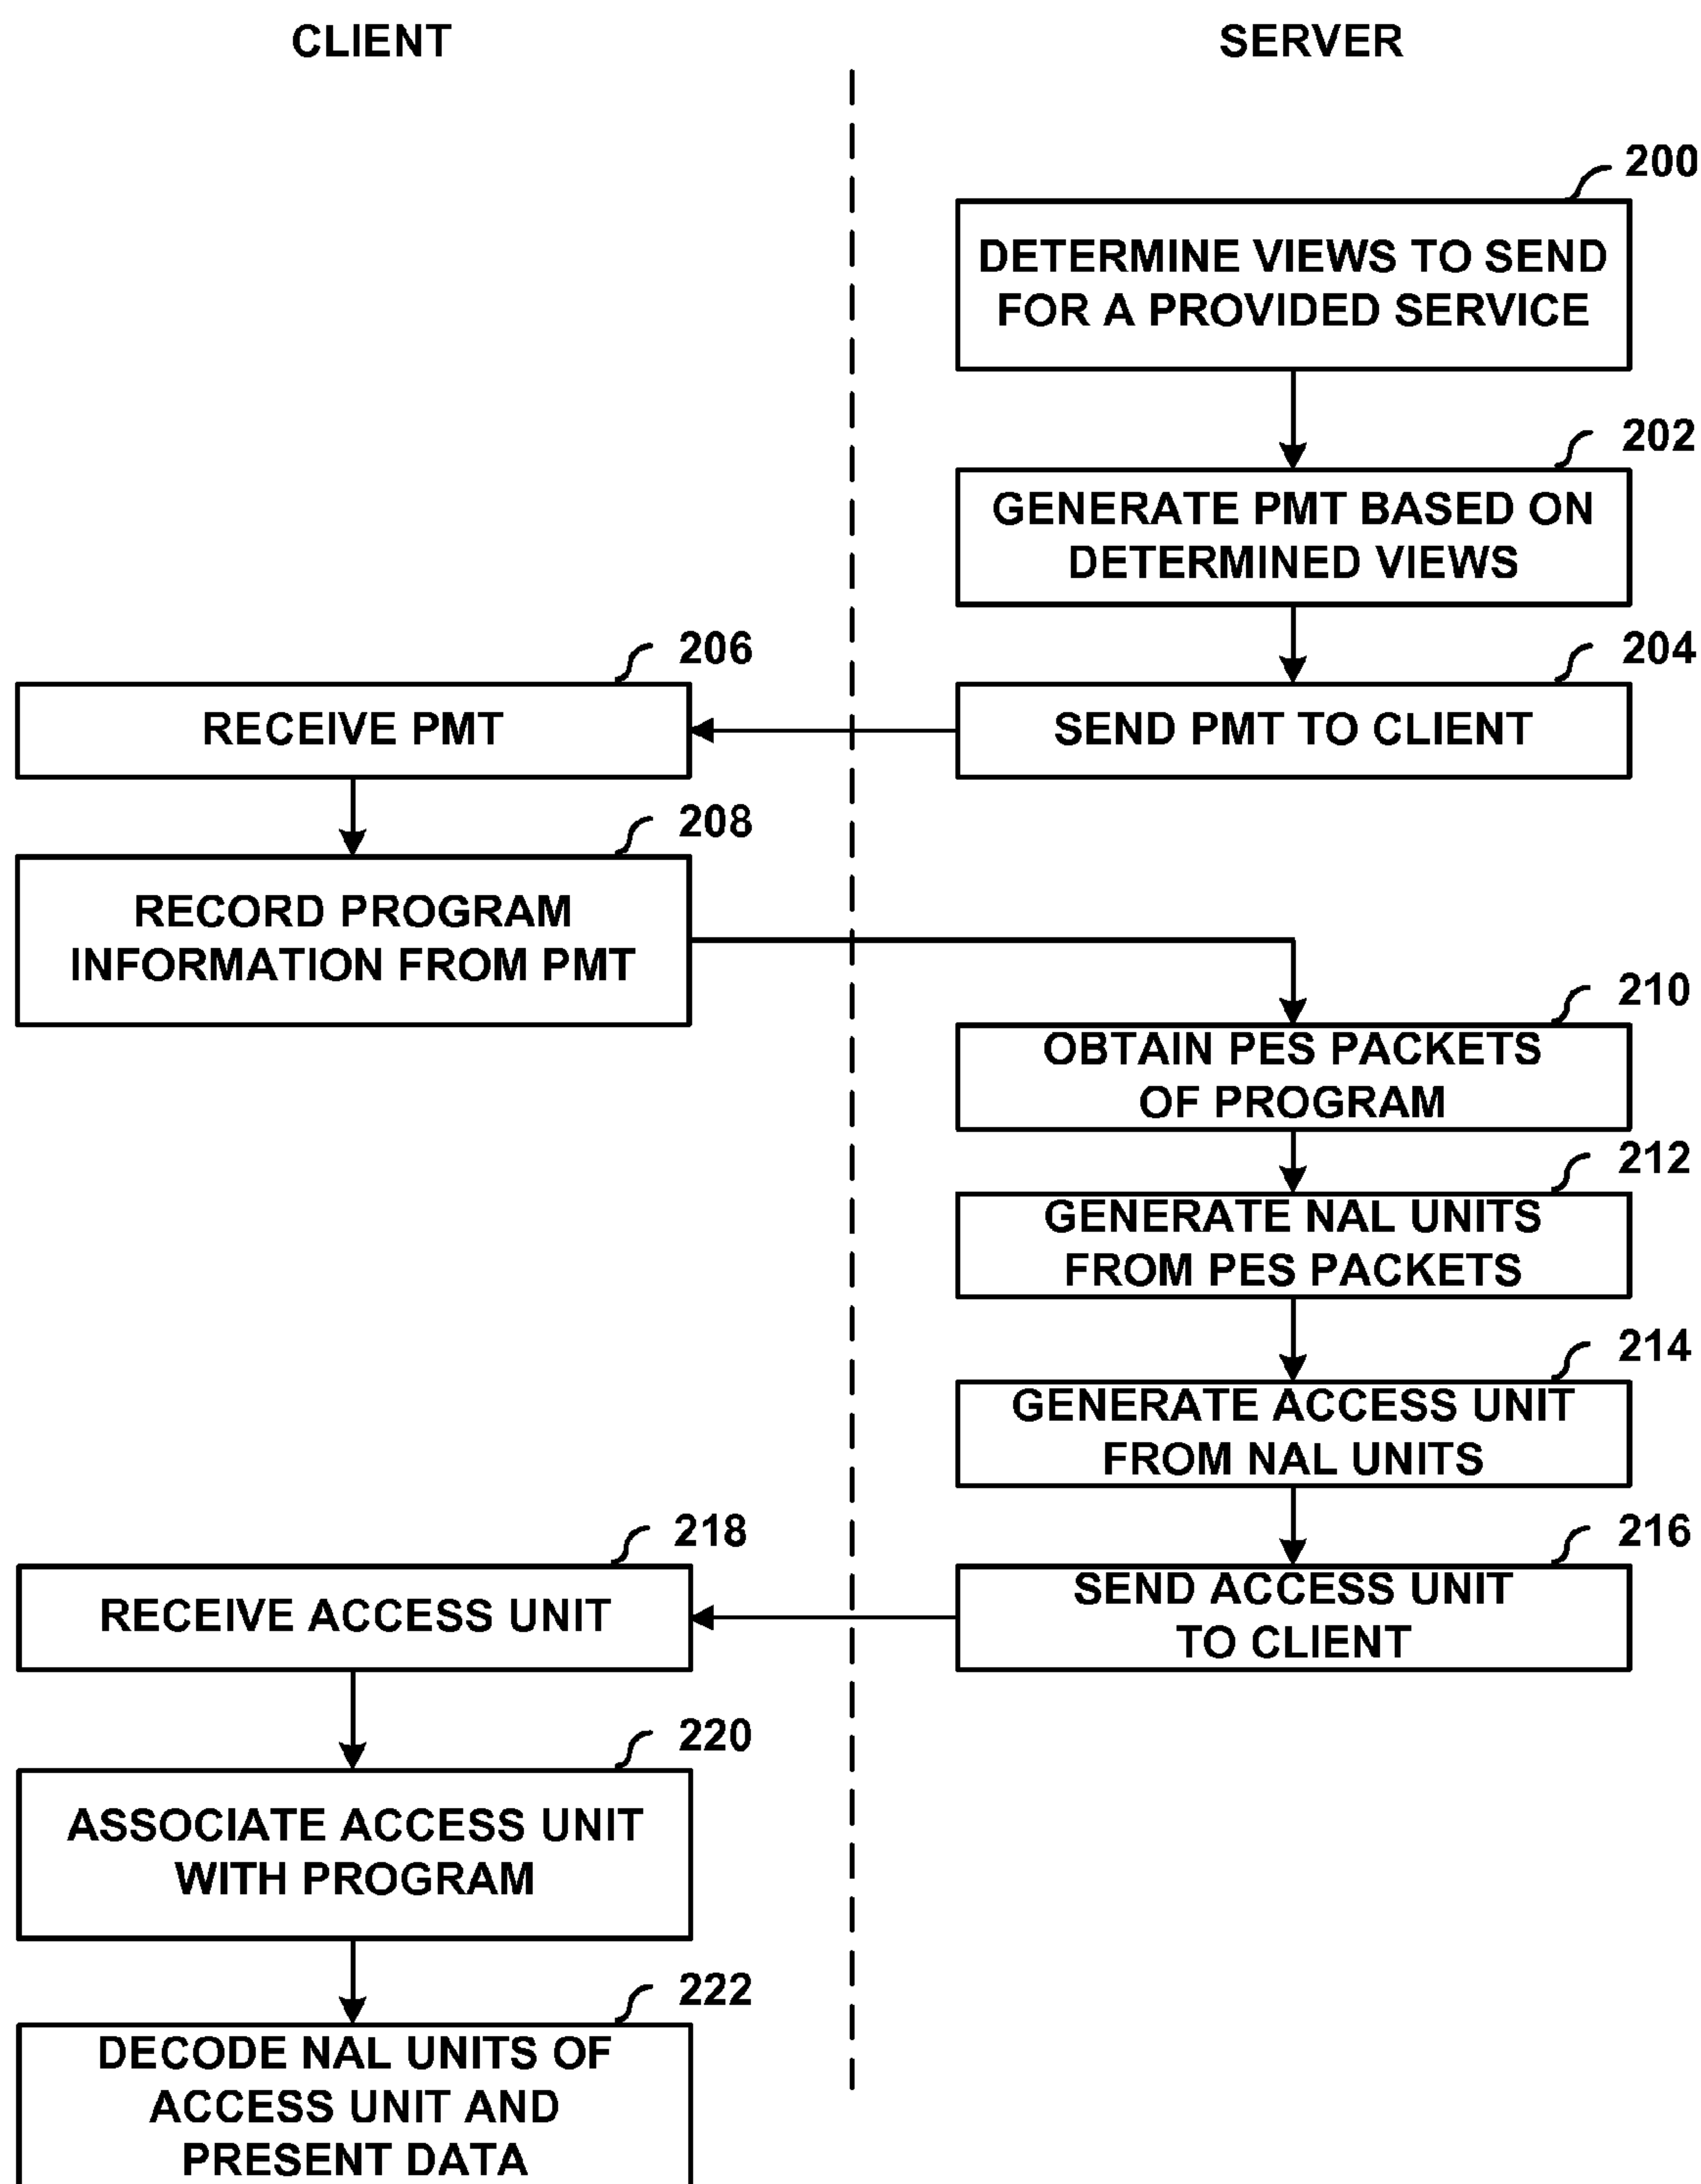 CLIENT
SERVER
200
DETERMINE VIEWS TO SEND
FOR A PROVIDED SERVICE
202
GENERATE PMT BASED ON
DETERMINED VIEWS
204
SEND PMT TO CLIENT
206
RECEIVE PMT
208
RECORD PROGRAM
INFORMATION FROM PMT
210
OBTAIN PES PACKETS
OF PROGRAM
212
GENERATE NAL UNITS
FROM PES PACKETS
214
GENERATE ACCESS UNIT
FROM NAL UNITS
216
SEND ACCESS UNIT
TO CLIENT
218
RECEIVE ACCESS UNIT
220
ASSOCIATE ACCESS UNIT
WITH PROGRAM
222
DECODE NAL UNITS OF
ACCESS UNIT AND
PRESENT DATA